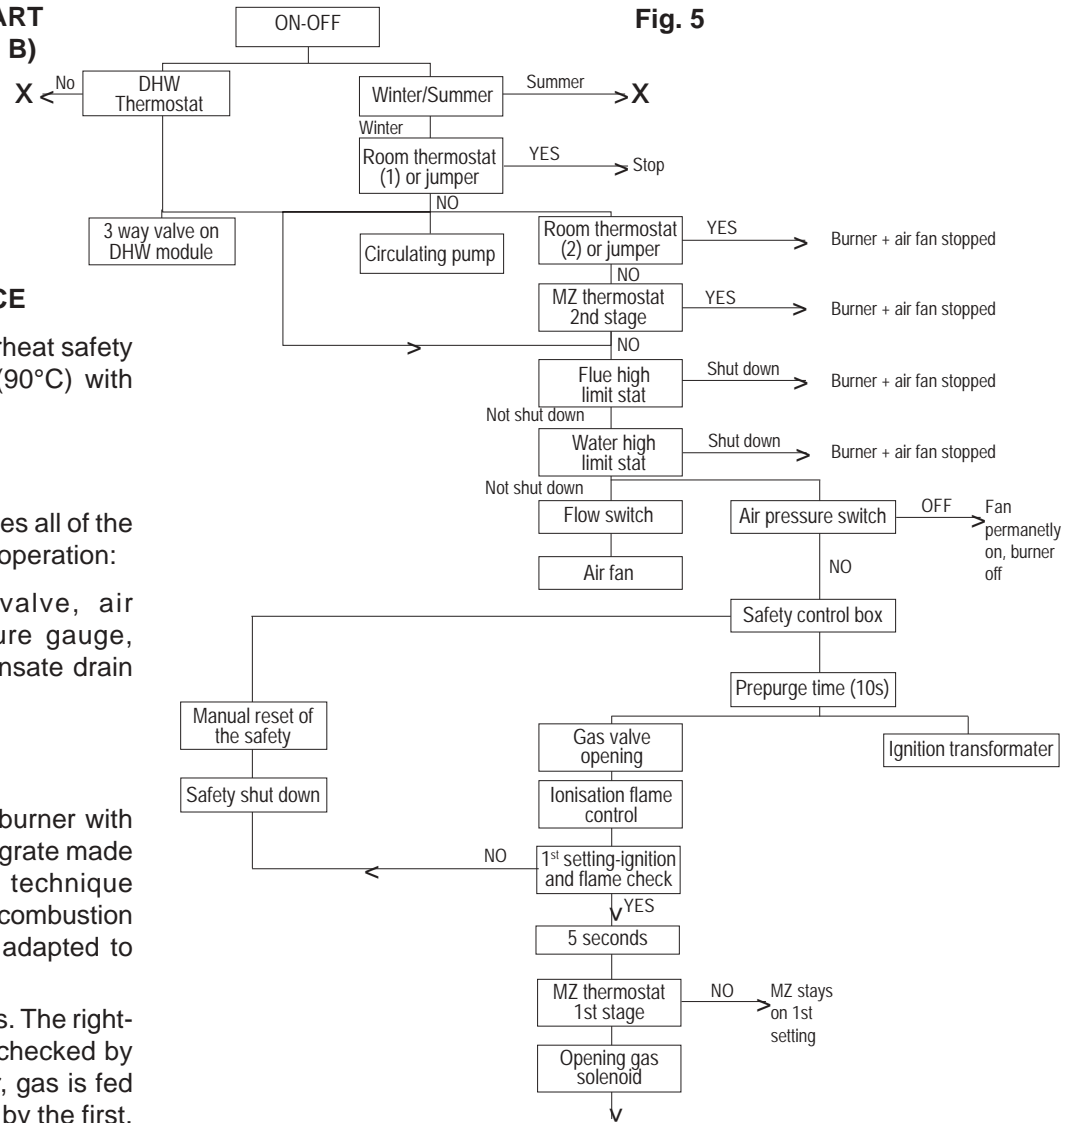 ART
B)
Fig. 5
ON-OFF
X
No
DHW
Thermostat
Winter/Summer
Summer
X
Winter
Room thermostat
(1) or jumper
YES
Stop
NO
3 way valve on
DHW module
Circulating pump
Room thermostat
(2) or jumper
YES
Burner + air fan stopped
NO
MZ thermostat
2nd stage
YES
Burner + air fan stopped
NO
Flue high
limit stat
Shut down
Burner + air fan stopped
Not shut down
Water high
limit stat
Shut down
Burner + air fan stopped
Not shut down
Flow switch
Air pressure switch
OFF
Fan
permanetly
on, burner
off
Air fan
NO
Safety control box
Prepurge time (10s)
Manual reset of
the safety
Gas valve
opening
Ignition transformater
Safety shut down
Ionisation flame
control
NO
1st setting-ignition
and flame check
YES
5 seconds
MZ thermostat
1st stage
NO
MZ stays
on 1st
setting
Opening gas
solenoid
CE
rheat safety
(90°C) with
es all of the
operation:
valve, air
ure gauge,
nsate drain
burner with
grate made
technique
combustion
adapted to
s. The right-
checked by
r, gas is fed
by the first.